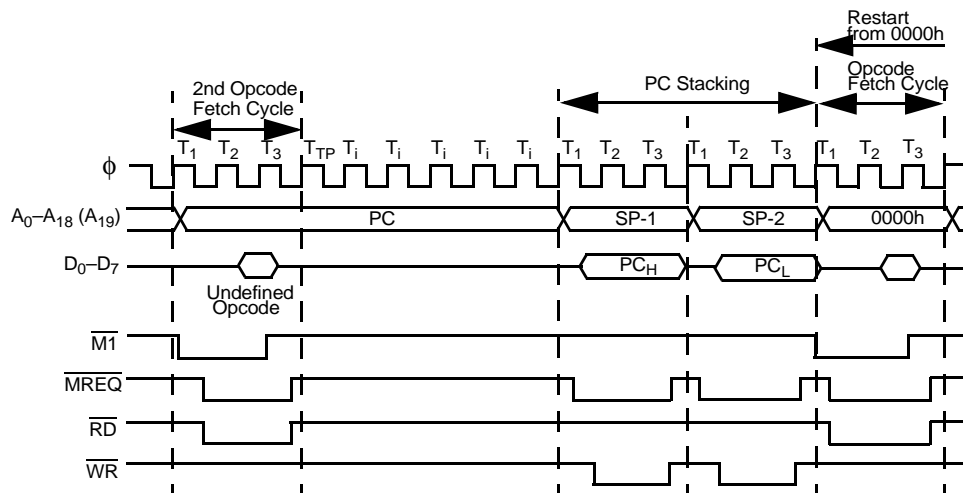 Restart
from 0000h
2nd Opcode
Fetch Cycle
PC Stacking
Opcode
Fetch Cycle
T1 T2 T3 TTP Ti Ti Ti Ti Ti T1 T2 T3 T1 T2 T3 T1 T2 T3
ϕ
A0–A18 (A19) PC SP-1 SP-2 0000h
D0–D7 PCH PCL
Undefined
Opcode
M1
MREQ
RD
WR